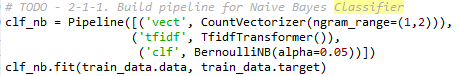 # TODO - 2-1-1. Build pipeline for Naive Bayes Classifier
clf_nb = Pipeline([('vect', CountVectorizer(ngram_range=(1,2))),
('tfidf', TfidfTransformer()),
('clf', BernoulliNB(alpha=0.05))])
clf_nb.fit(train_data.data, train_data.target)